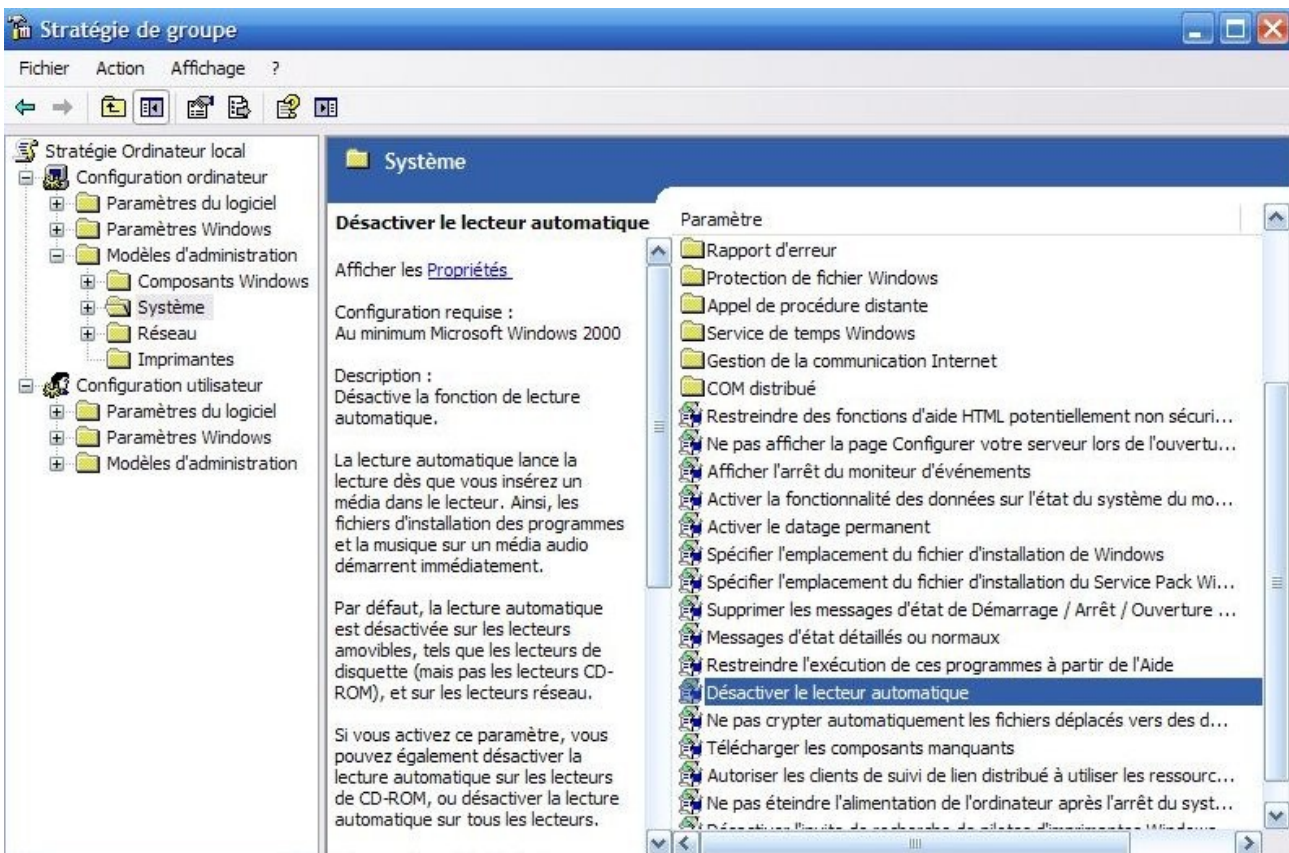 Stratégie de groupe
Fichier Action Affichage ?
Stratégie Ordinateur local
Configuration ordinateur
Paramètres du logiciel
Paramètres Windows
Modèles d'administration
Composants Windows
Système
Réseau
Imprimantes
Configuration utilisateur
Paramètres du logiciel
Paramètres Windows
Modèles d'administration
Système
Désactiver le lecteur automatique
Afficher les Propriétés
Configuration requise :
Au minimum Microsoft Windows 2000
Description :
Désactive la fonction de lecture
automatique.
La lecture automatique lance la
lecture dès que vous insérez un
média dans le lecteur. Ainsi, les
fichiers d'installation des programmes
et la musique sur un média audio
démarrent immédiatement.
Par défaut, la lecture automatique
est désactivée sur les lecteurs
amovibles, tels que les lecteurs de
disquette (mais pas les lecteurs CD-
ROM), et sur les lecteurs réseau.
Si vous activez ce paramètre, vous
pouvez également désactiver la
lecture automatique sur les lecteurs
de CD-ROM, ou désactiver la lecture
automatique sur tous les lecteurs.
Paramètre
Rapport d'erreur
Protection de fichier Windows
Appel de procédure distante
Service de temps Windows
Gestion de la communication Internet
COM distribué
Restreindre des fonctions d'aide HTML potentiellement non sécuri...
Ne pas afficher la page Configurer votre serveur lors de l'ouvertu...
Afficher l'arrêt du moniteur d'événements
Activer la fonctionnalité des données sur l'état du système du mo...
Activer le datage permanent
Spécifier l'emplacement du fichier d'installation de Windows
Spécifier l'emplacement du fichier d'installation du Service Pack Wi...
Supprimer les messages d'état de Démarrage / Arrêt / Ouverture ...
Messages d'état détaillés ou normaux
Restreindre l'exécution de ces programmes à partir de l'Aide
Désactiver le lecteur automatique
Ne pas crypter automatiquement les fichiers déplacés vers des d...
Télécharger les composants manquants
Autoriser les clients de suivi de lien distribué à utiliser les ressourc...
Ne pas éteindre l'alimentation de l'ordinateur après l'arrêt du syst...
Désactiver l'invite de recherche de pilotes d'imprimantes Windows